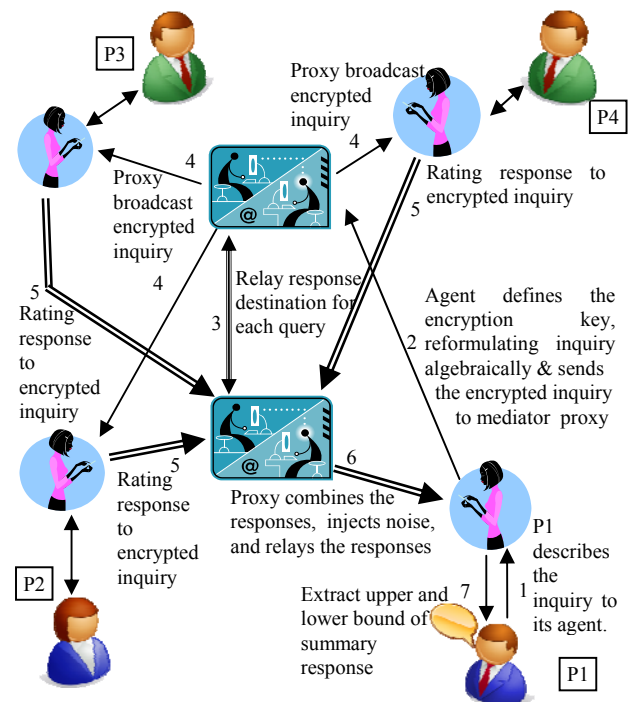 P3
Proxy broadcast
encrypted
inquiry
P4
4
4
Proxy
broadcast
encrypted
inquiry
Rating response to
encrypted inquiry
@
5
4
5
Rating
response
to
encrypted
inquiry
3
Relay response
destination for
each query
2
Agent defines the
encryption key,
reformulating inquiry
algebraically & sends
the encrypted inquiry
to mediator proxy
@
6
5
Rating
response
to
encrypted
inquiry
Proxy combines the
responses, injects noise,
and relays the responses
P1
describes
the
inquiry to
its agent.
P2
7
1
Extract upper and
lower bound of
summary
response
P1